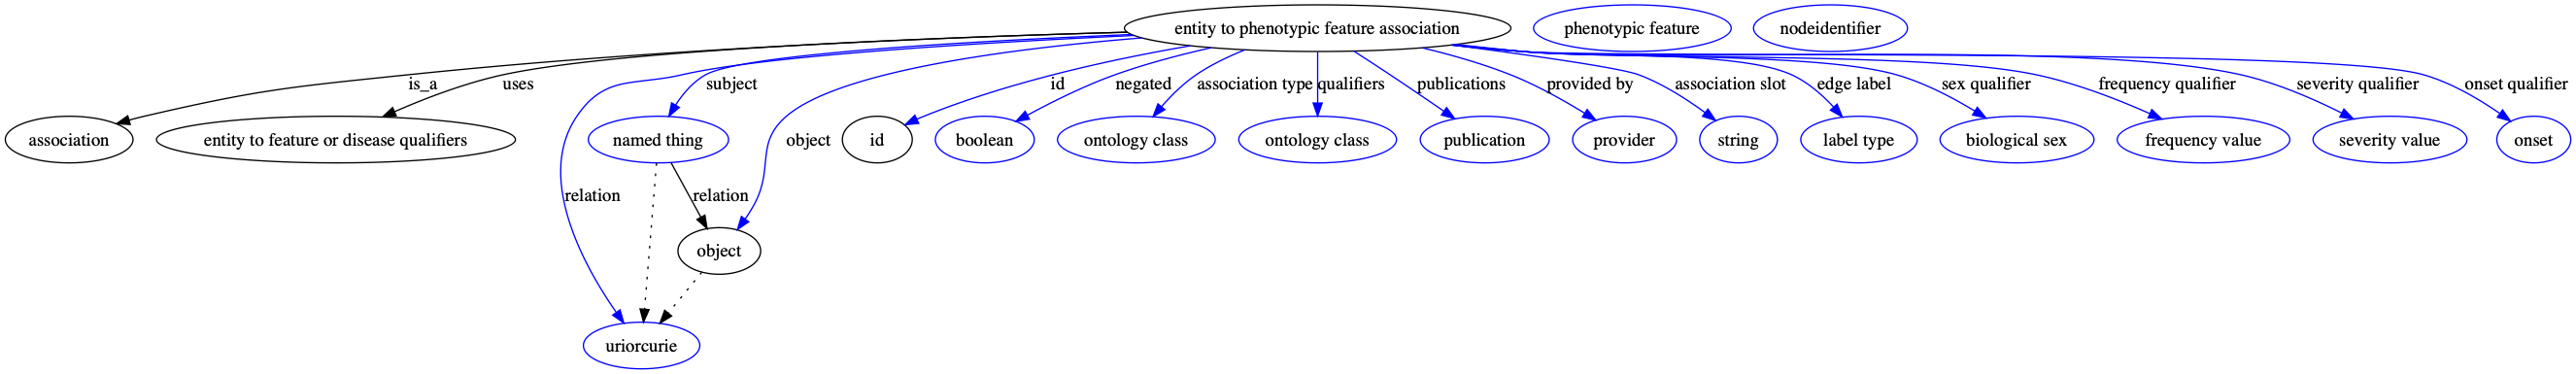 entity to phenotypic feature association
phenotypic feature
nodeidentifier
is_a
uses
subject
id
negated
association type
qualifiers
publications
provided by
association slot
edge label
sex qualifier
frequency qualifier
severity qualifier
onset qualifier
association
entity to feature or disease qualifiers
named thing
object
id
boolean
ontology class
ontology class
publication
provider
string
label type
biological sex
frequency value
severity value
onset
relation
relation
object
uriorcurie